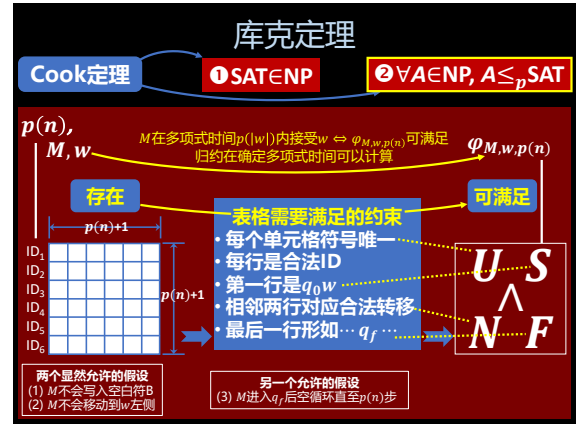 库克定理
Cook定理
❶SAT∈NP
❷∀A∈NP, A≤ₚSAT
p(n),
M, w
M在多项式时间p(|w|)内接受w ⇔ φ_{M,w,p(n)}可满足
归约在确定多项式时间可以计算
φ_{M,w,p(n)}
存在
可满足
p(n)+1
ID₁
ID₂
ID₃
ID₄
ID₅
ID₆
p(n)+1
表格需要满足的约束
• 每个单元格符号唯一
• 每行是合法ID
• 第一行是q₀w
• 相邻两行对应合法转移
• 最后一行形如⋯ q_f ⋯
U S
∧
N F
两个显然允许的假设
(1) M不会写入空白符B
(2) M不会移动到w左侧
另一个允许的假设
(3) M进入q_f后空循环直至p(n)步